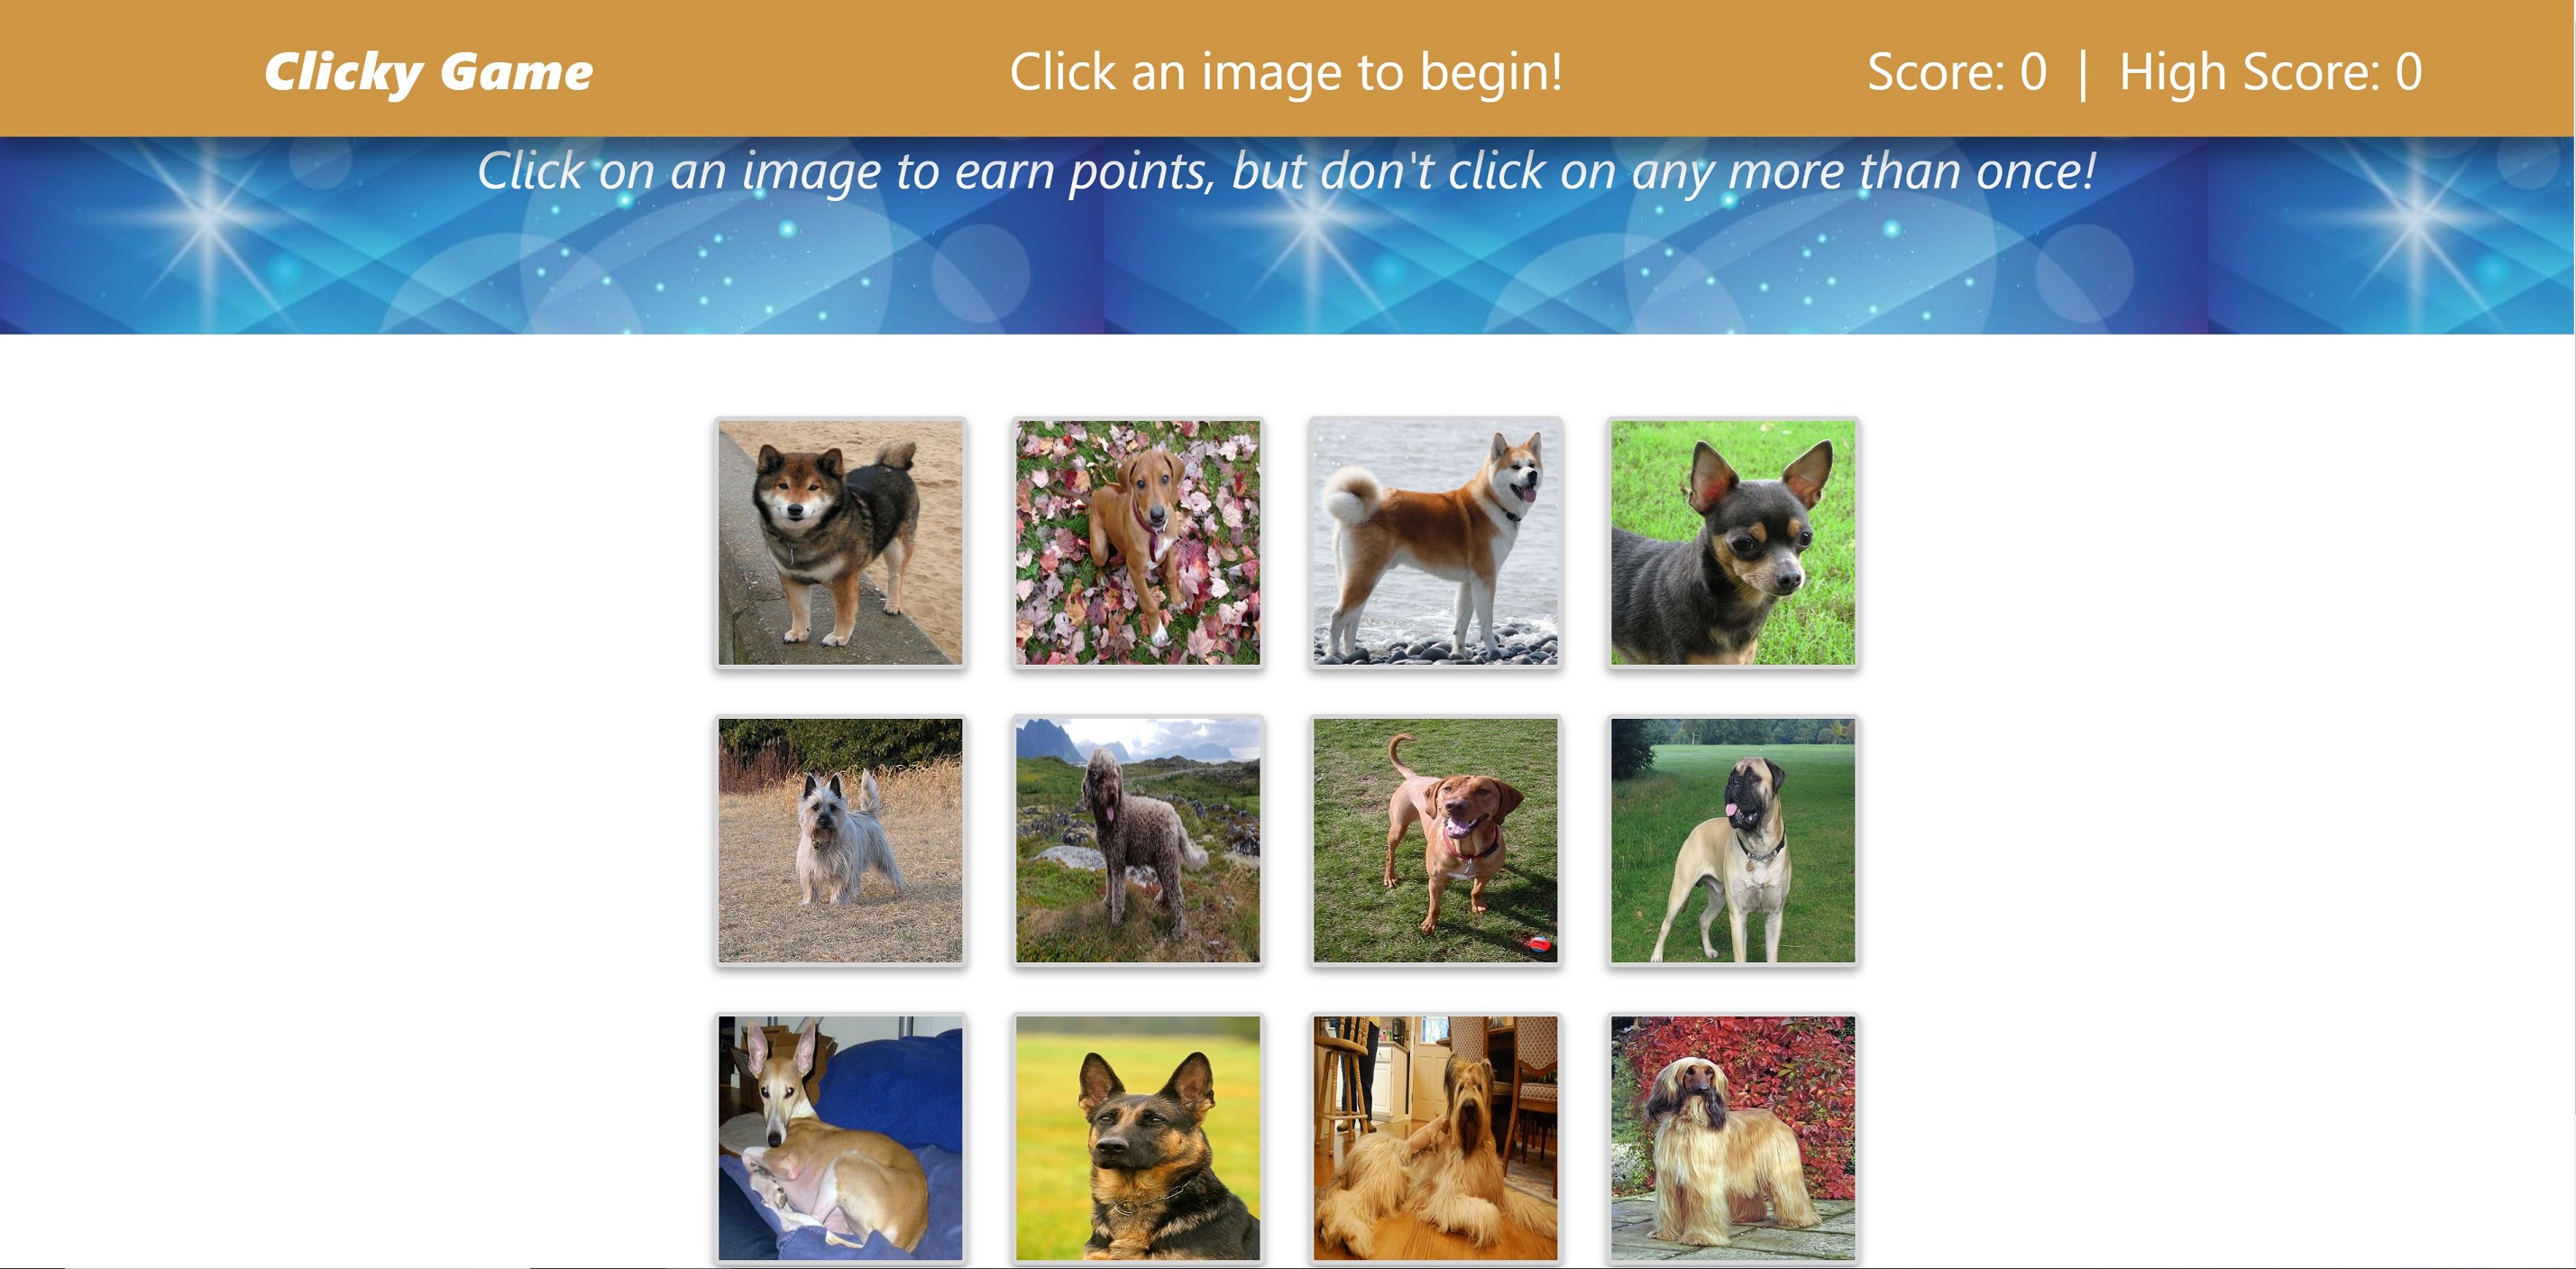 Clicky Game
Click an image to begin!
Score: 0 | High Score: 0
Click on an image to earn points, but don't click on any more than once!